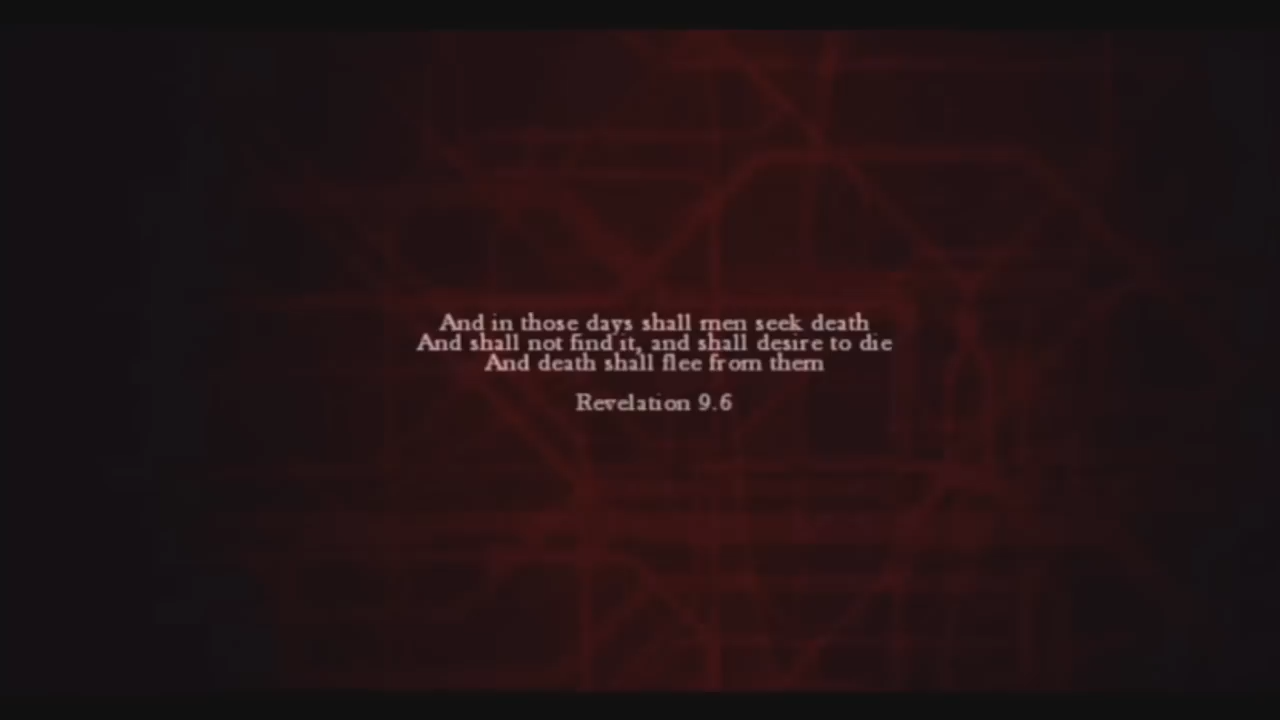 And in those days shall men seek death
And shall not find it, and shall desire to die
And death shall flee from them
Revelation 9.6